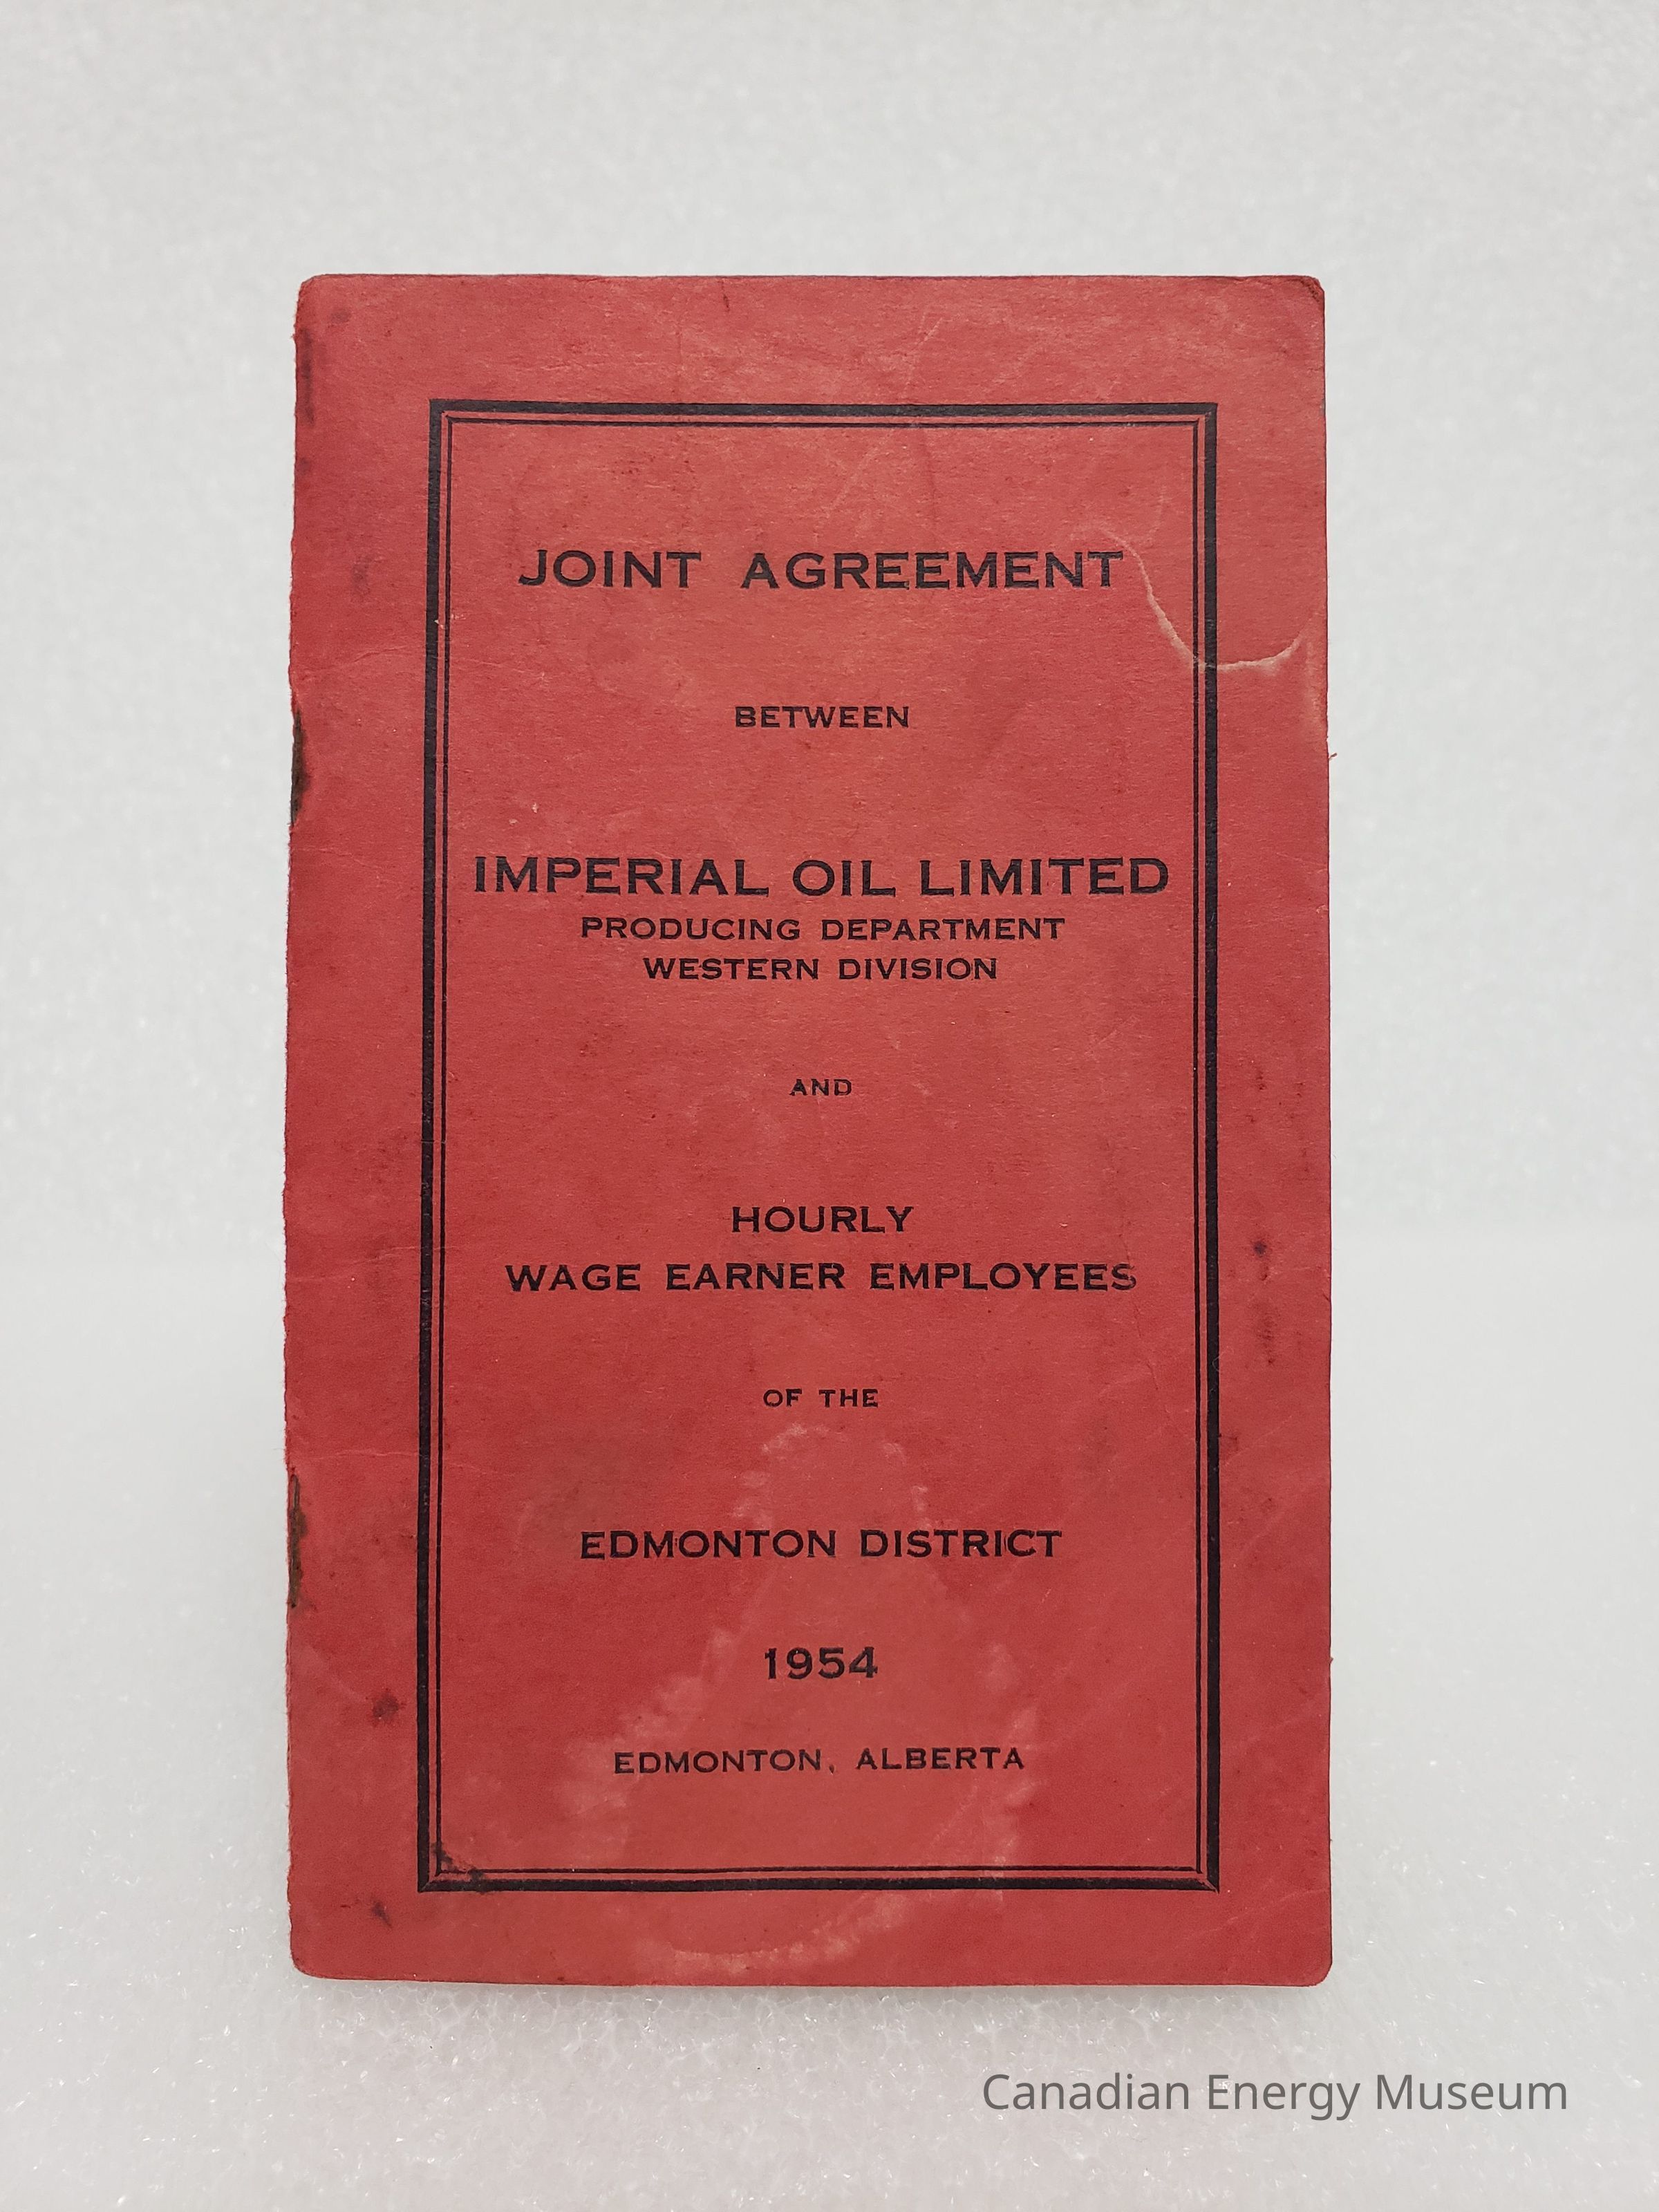 JOINT AGREEMENT
BETWEEN
IMPERIAL OIL LIMITED
PRODUCING DEPARTMENT
WESTERN DIVISION
AND
HOURLY
WAGE EARNER EMPLOYEES
OF THE
EDMONTON DISTRICT
1954
EDMONTON, ALBERTA
Canadian Energy Museum